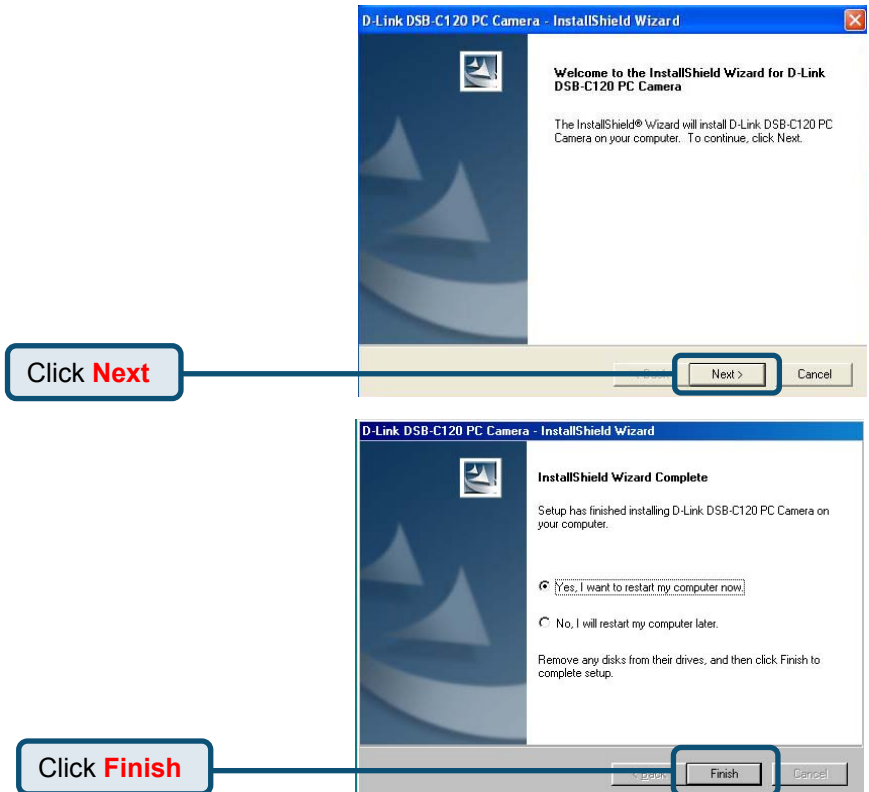 D-Link DSB-C120 PC Camera - InstallShield Wizard
Welcome to the InstallShield Wizard for D-Link
DSB-C120 PC Camera
The InstallShield® Wizard will install D-Link DSB-C120 PC
Camera on your computer. To continue, click Next.
Click Next
Next >
Cancel
D-Link DSB-C120 PC Camera - InstallShield Wizard
InstallShield Wizard Complete
Setup has finished installing D-Link DSB-C120 PC Camera on
your computer.
Yes, I want to restart my computer now.
No, I will restart my computer later.
Remove any disks from their drives, and then click Finish to
complete setup.
Click Finish
< Back
Finish
Cancel